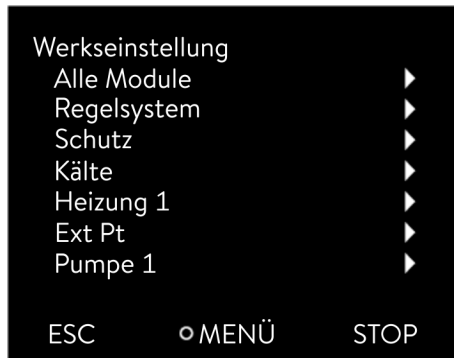 Werkseinstellung
Alle Module
Regelsystem
Schutz
Kälte
Heizung 1
Ext Pt
Pumpe 1
ESC MENÜ STOP